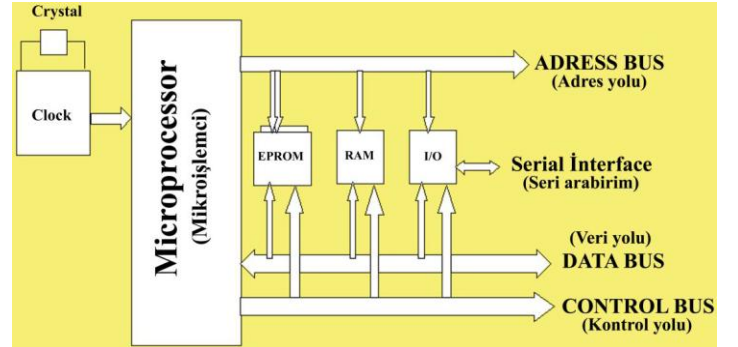 Crystal
Clock
Microprocessor
(Mikroişlemci)
ADRESS BUS
(Adres yolu)
EPROM
RAM
I/O
Serial İnterface
(Seri arabirim)
(Veri yolu)
DATA BUS
CONTROL BUS
(Kontrol yolu)